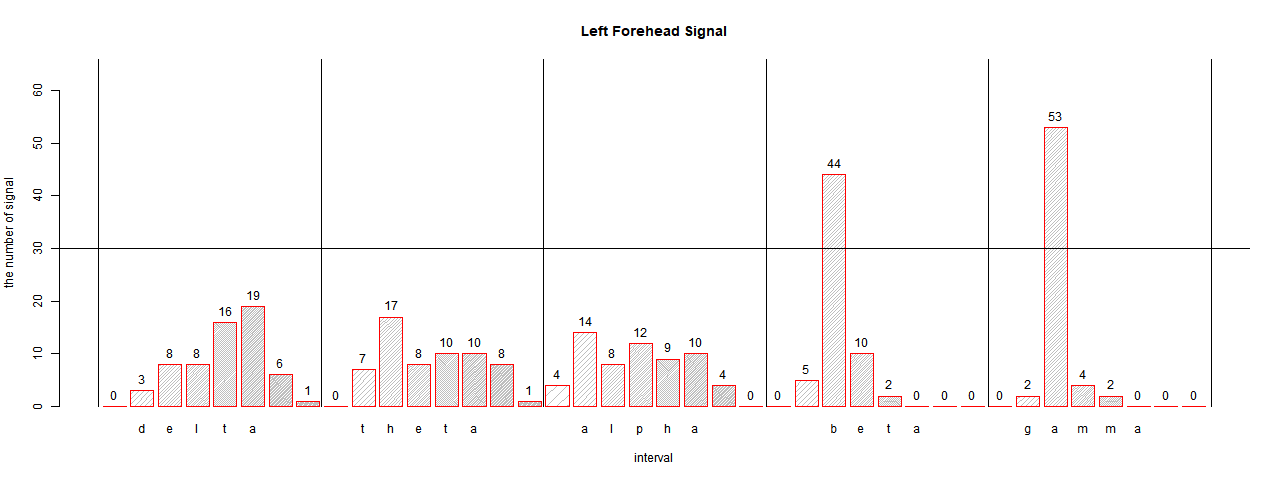 Left Forehead Signal
the number of signal
60
50
40
30
20
10
0
0 3 8 8 16 19 6 1 0 7 17 8 10 10 8 1 4 14 8 12 9 10 4 0 0 5 44 10 2 0 0 0 0 2 53 4 2 0 0 0
d e l t a t h e t a a l p h a b e t a g a m m a
interval